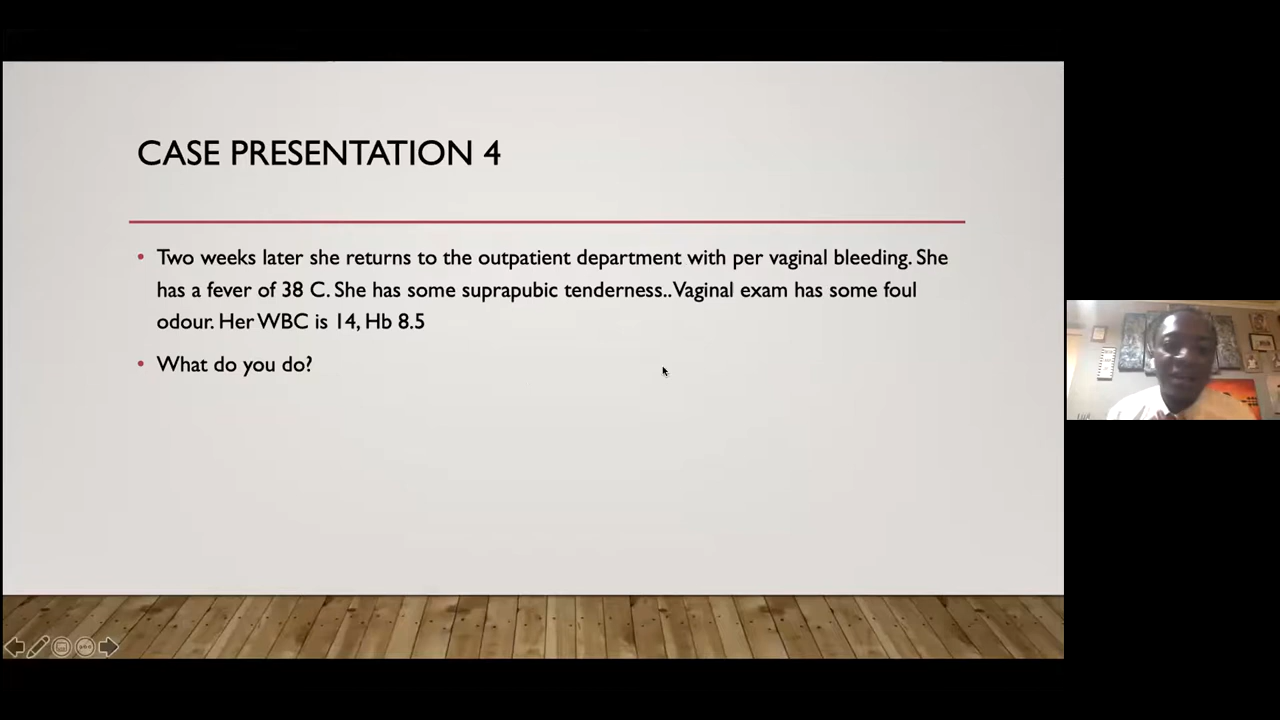 CASE PRESENTATION 4
• Two weeks later she returns to the outpatient department with per vaginal bleeding. She
has a fever of 38 C. She has some suprapubic tenderness.. Vaginal exam has some foul
odour. Her WBC is 14, Hb 8.5
• What do you do?